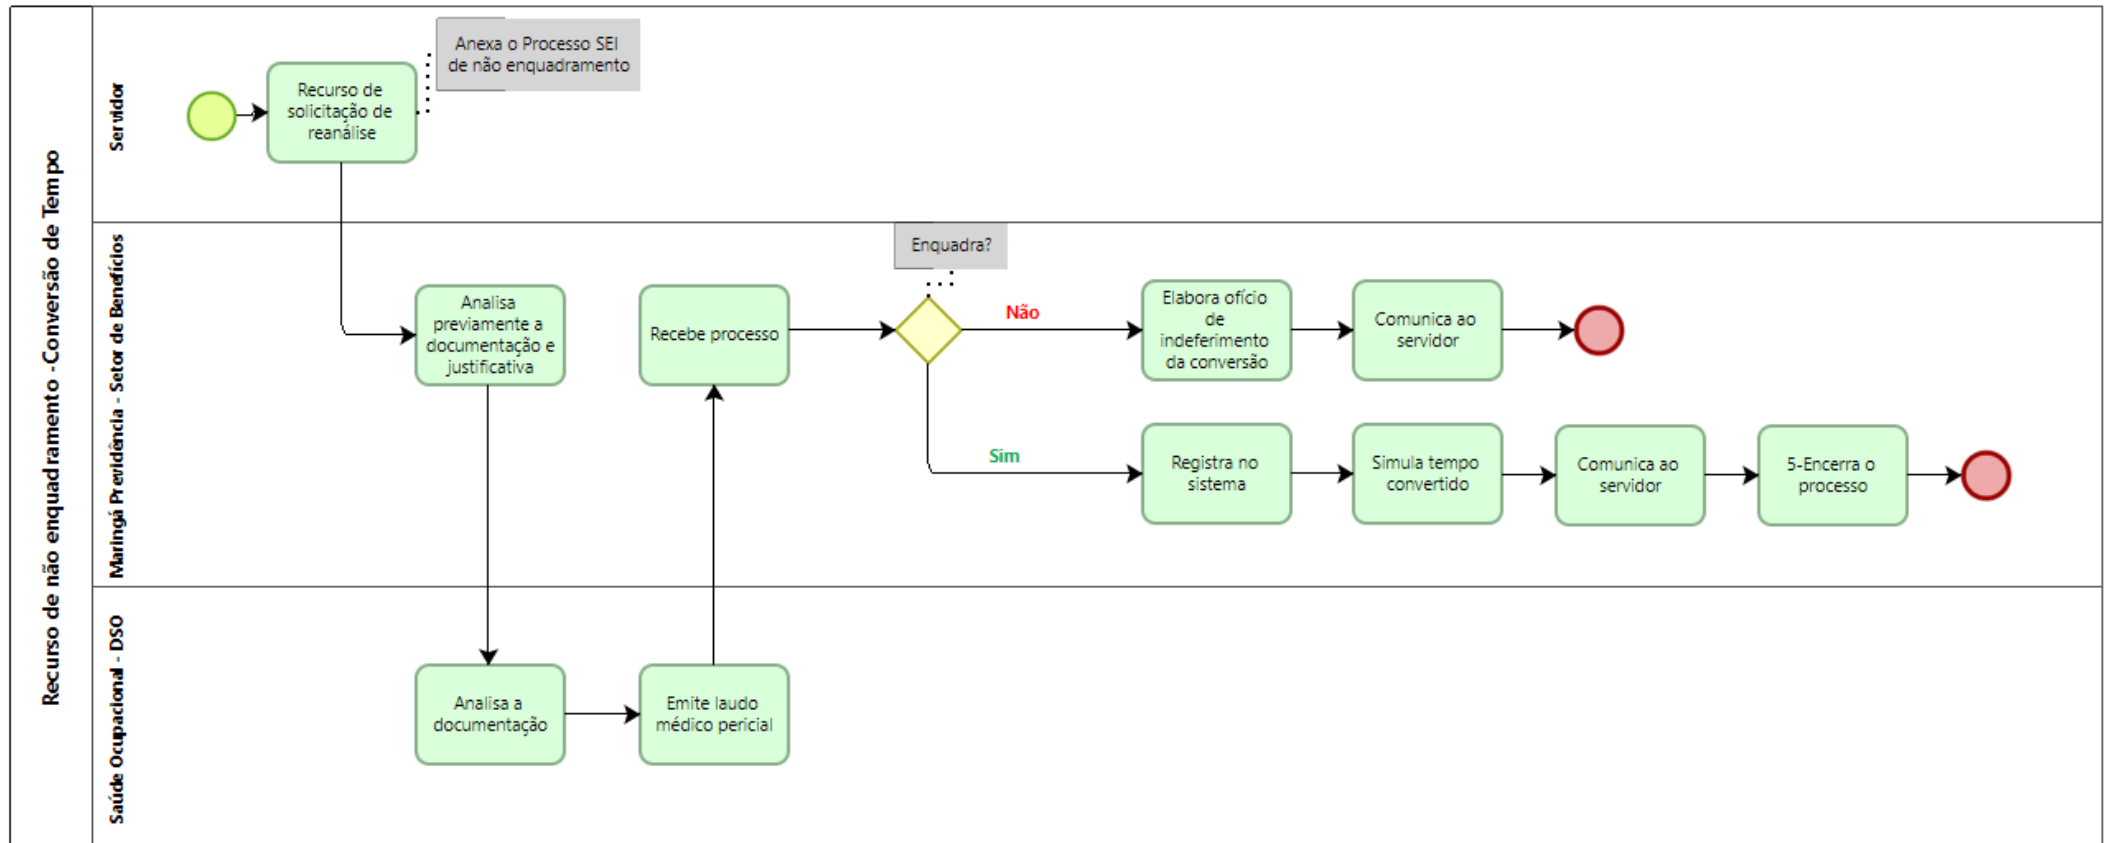 Recurso de não enquadramento -Conversão de Tempo
Servidor
Anexa o Processo SEI
de não enquadramento
Recurso de
solicitação de
reanálise
Maringá Previdência - Setor de Benefícios
Analisa
previamente a
documentação e
justificativa
Recebe processo
Enquadra?
Não
Elabora ofício
de
indeferimento
da conversão
Comunica ao
servidor
Sim
Registra no
sistema
Simula tempo
convertido
Comunica ao
servidor
5-Encerra o
processo
Saúde Ocupacional - DSO
Analisa a
documentação
Emite laudo
médico pericial